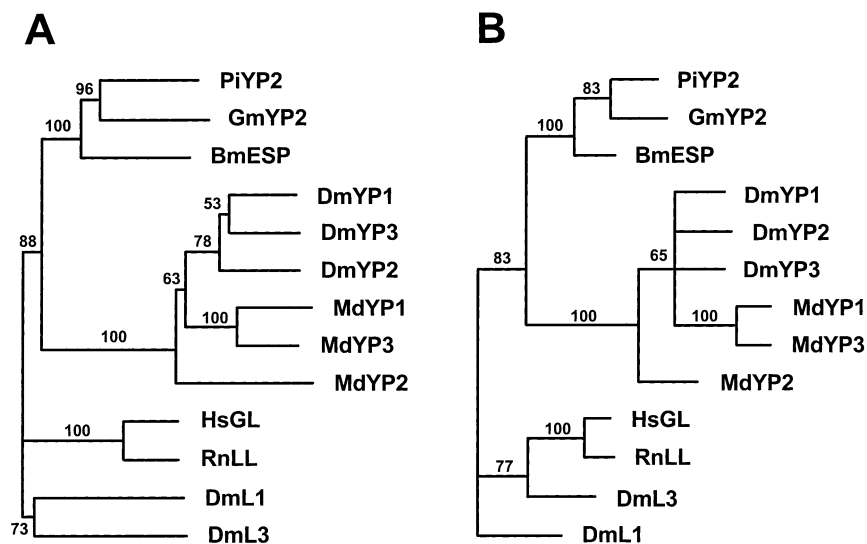 A
96
PiYP2
GmYP2
100
BmESP
53
DmYP1
DmYP3
78
DmYP2
88
63
MdYP1
100
MdYP3
100
MdYP2
100
HsGL
RnLL
DmL1
73
DmL3
B
83
PiYP2
GmYP2
100
BmESP
DmYP1
DmYP2
83
65
DmYP3
MdYP1
100
100
MdYP3
MdYP2
HsGL
100
RnLL
77
DmL3
DmL1